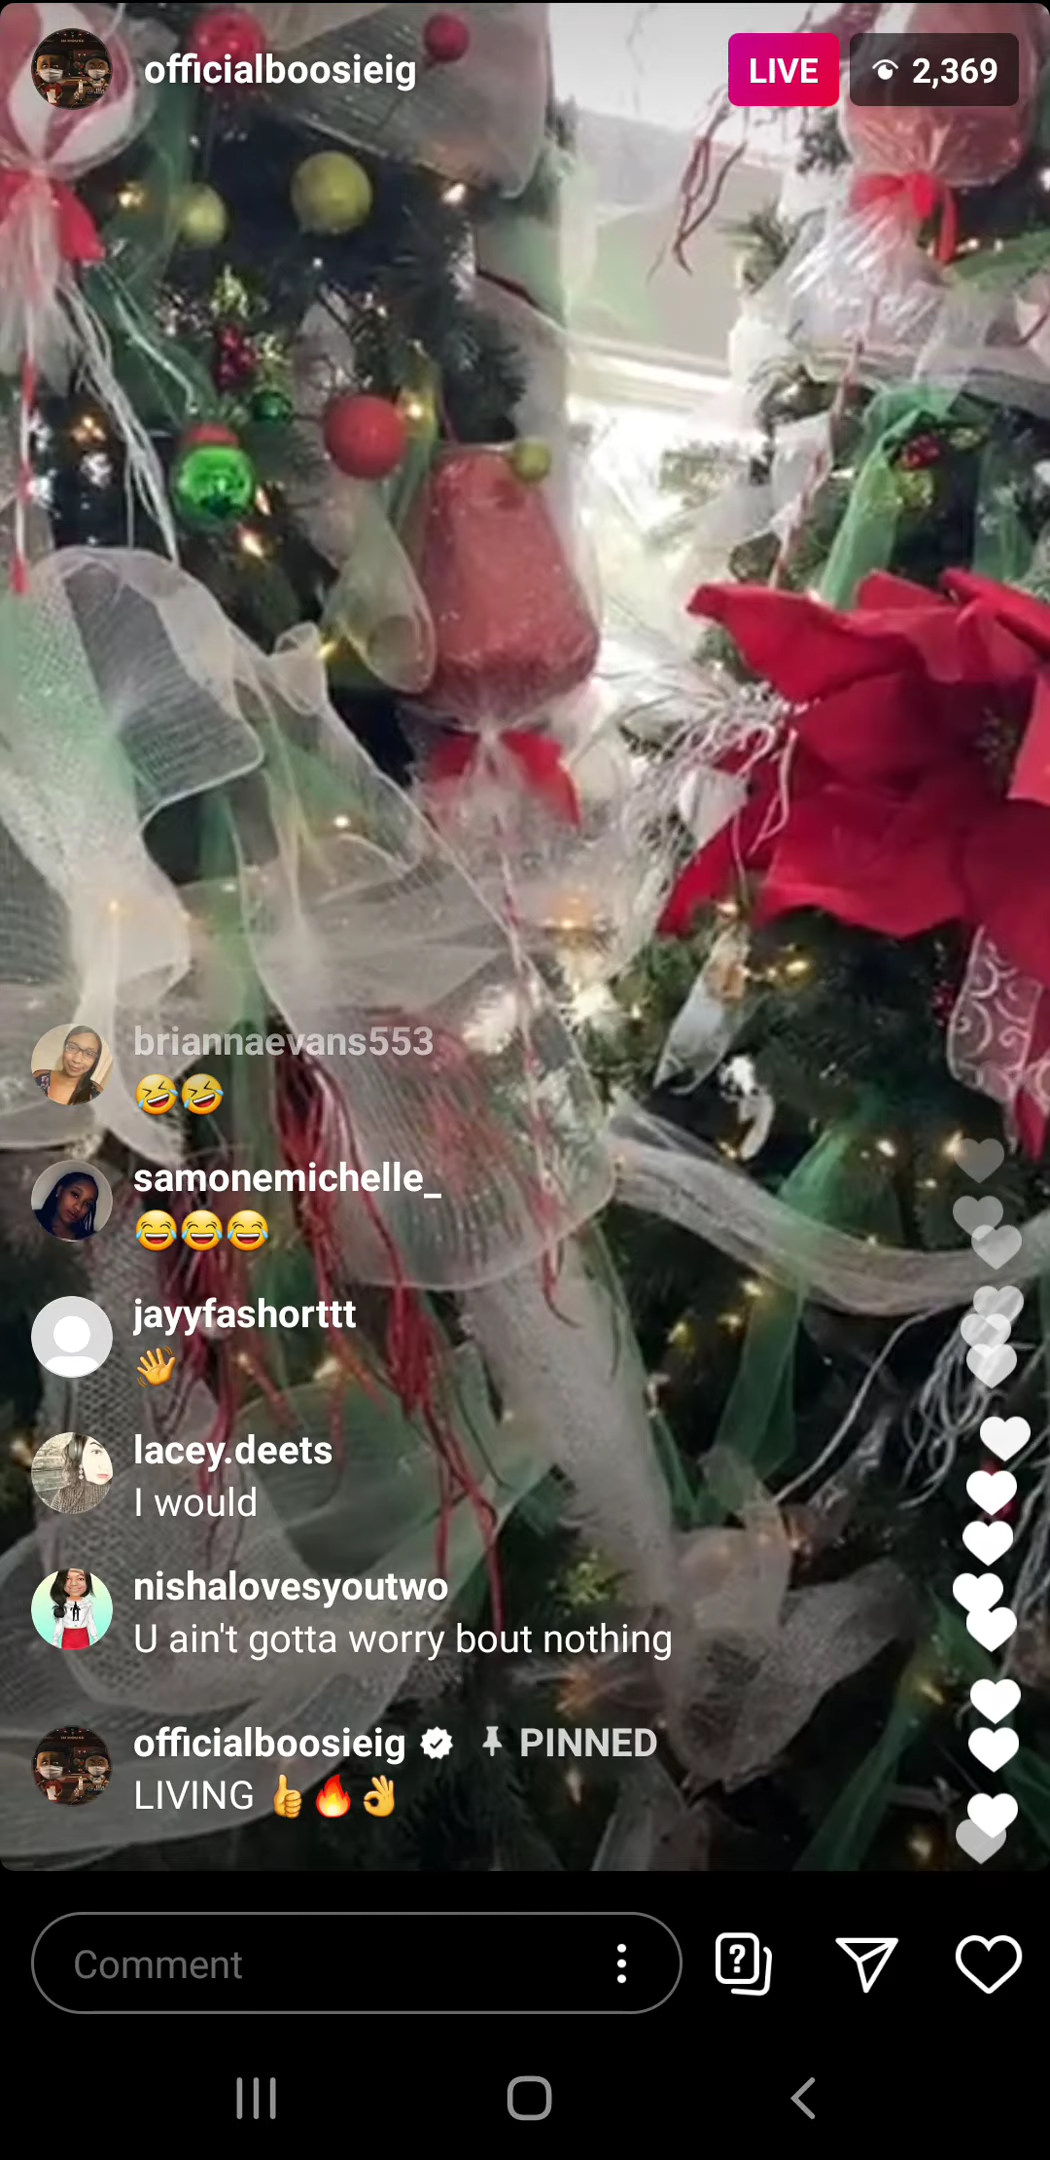 officialboosieig
LIVE 2,369
briannaevans553
🤣🤣
samonemichelle_
😂😂😂
jayyfashorttt
👋
lacey.deets
I would
nishalovesyoutwo
U ain't gotta worry bout nothing
officialboosieig PINNED
LIVING 👍🔥👌
Comment